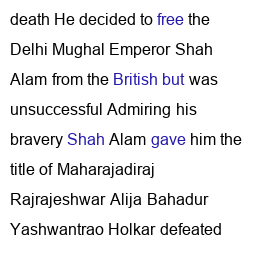 death He decided to free the
Delhi Mughal Emperor Shah
Alam from the British but was
unsuccessful Admiring his
bravery Shah Alam gave him the
title of Maharajadiraj
Rajrajeshwar Alija Bahadur
Yashwantrao Holkar defeated